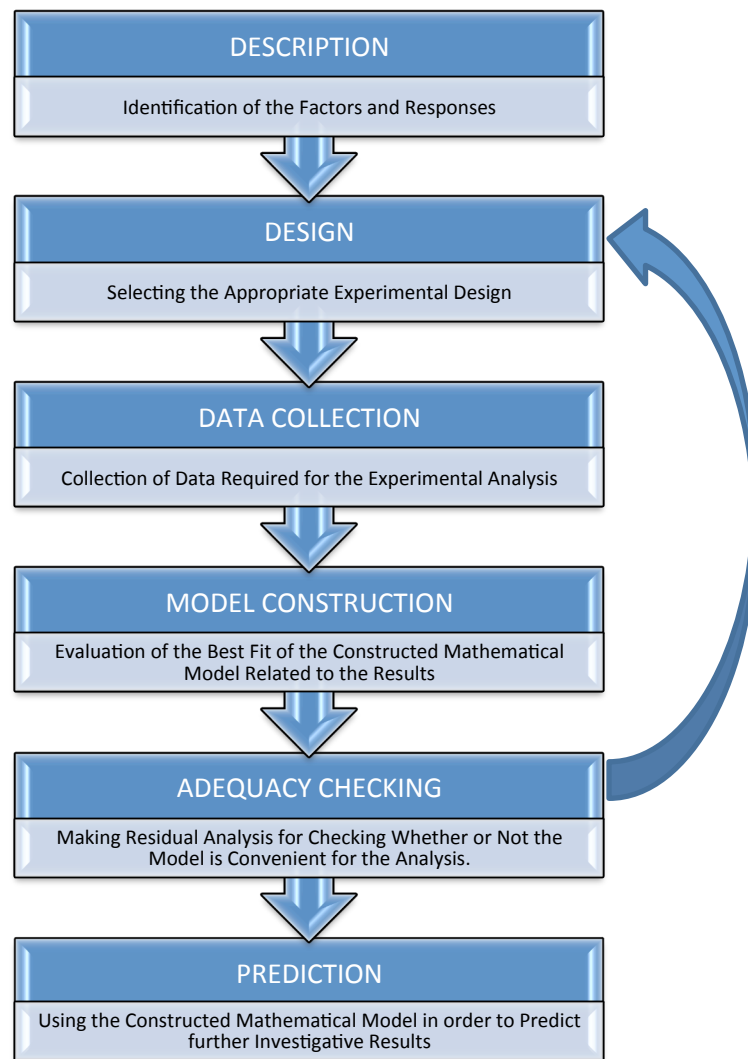 DESCRIPTION
Identification of the Factors and Responses
DESIGN
Selecting the Appropriate Experimental Design
DATA COLLECTION
Collection of Data Required for the Experimental Analysis
MODEL CONSTRUCTION
Evaluation of the Best Fit of the Constructed Mathematical
Model Related to the Results
ADEQUACY CHECKING
Making Residual Analysis for Checking Whether or Not the
Model is Convenient for the Analysis.
PREDICTION
Using the Constructed Mathematical Model in order to Predict
further Investigative Results